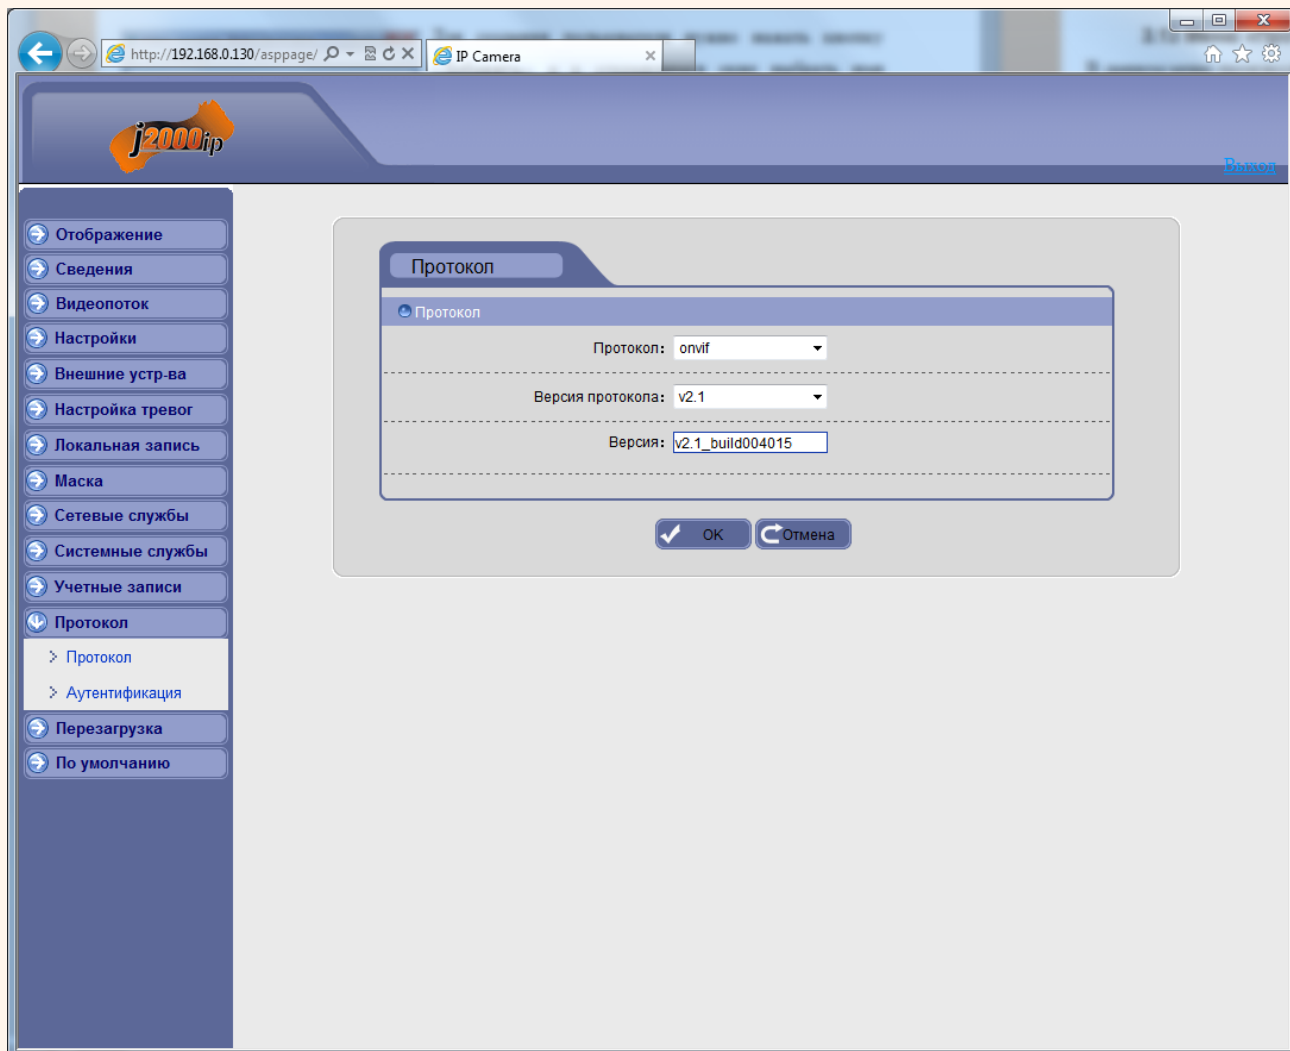 http://192.168.0.130/asppage/
IP Camera
j2000ip
Выход
Отображение
Сведения
Видеопоток
Настройки
Внешние устр-ва
Настройка тревог
Локальная запись
Маска
Сетевые службы
Системные службы
Учетные записи
Протокол
Протокол
Аутентификация
Перезагрузка
По умолчанию
Протокол
Протокол
Протокол: onvif
Версия протокола: v2.1
Версия: v2.1_build004015
OK Отмена